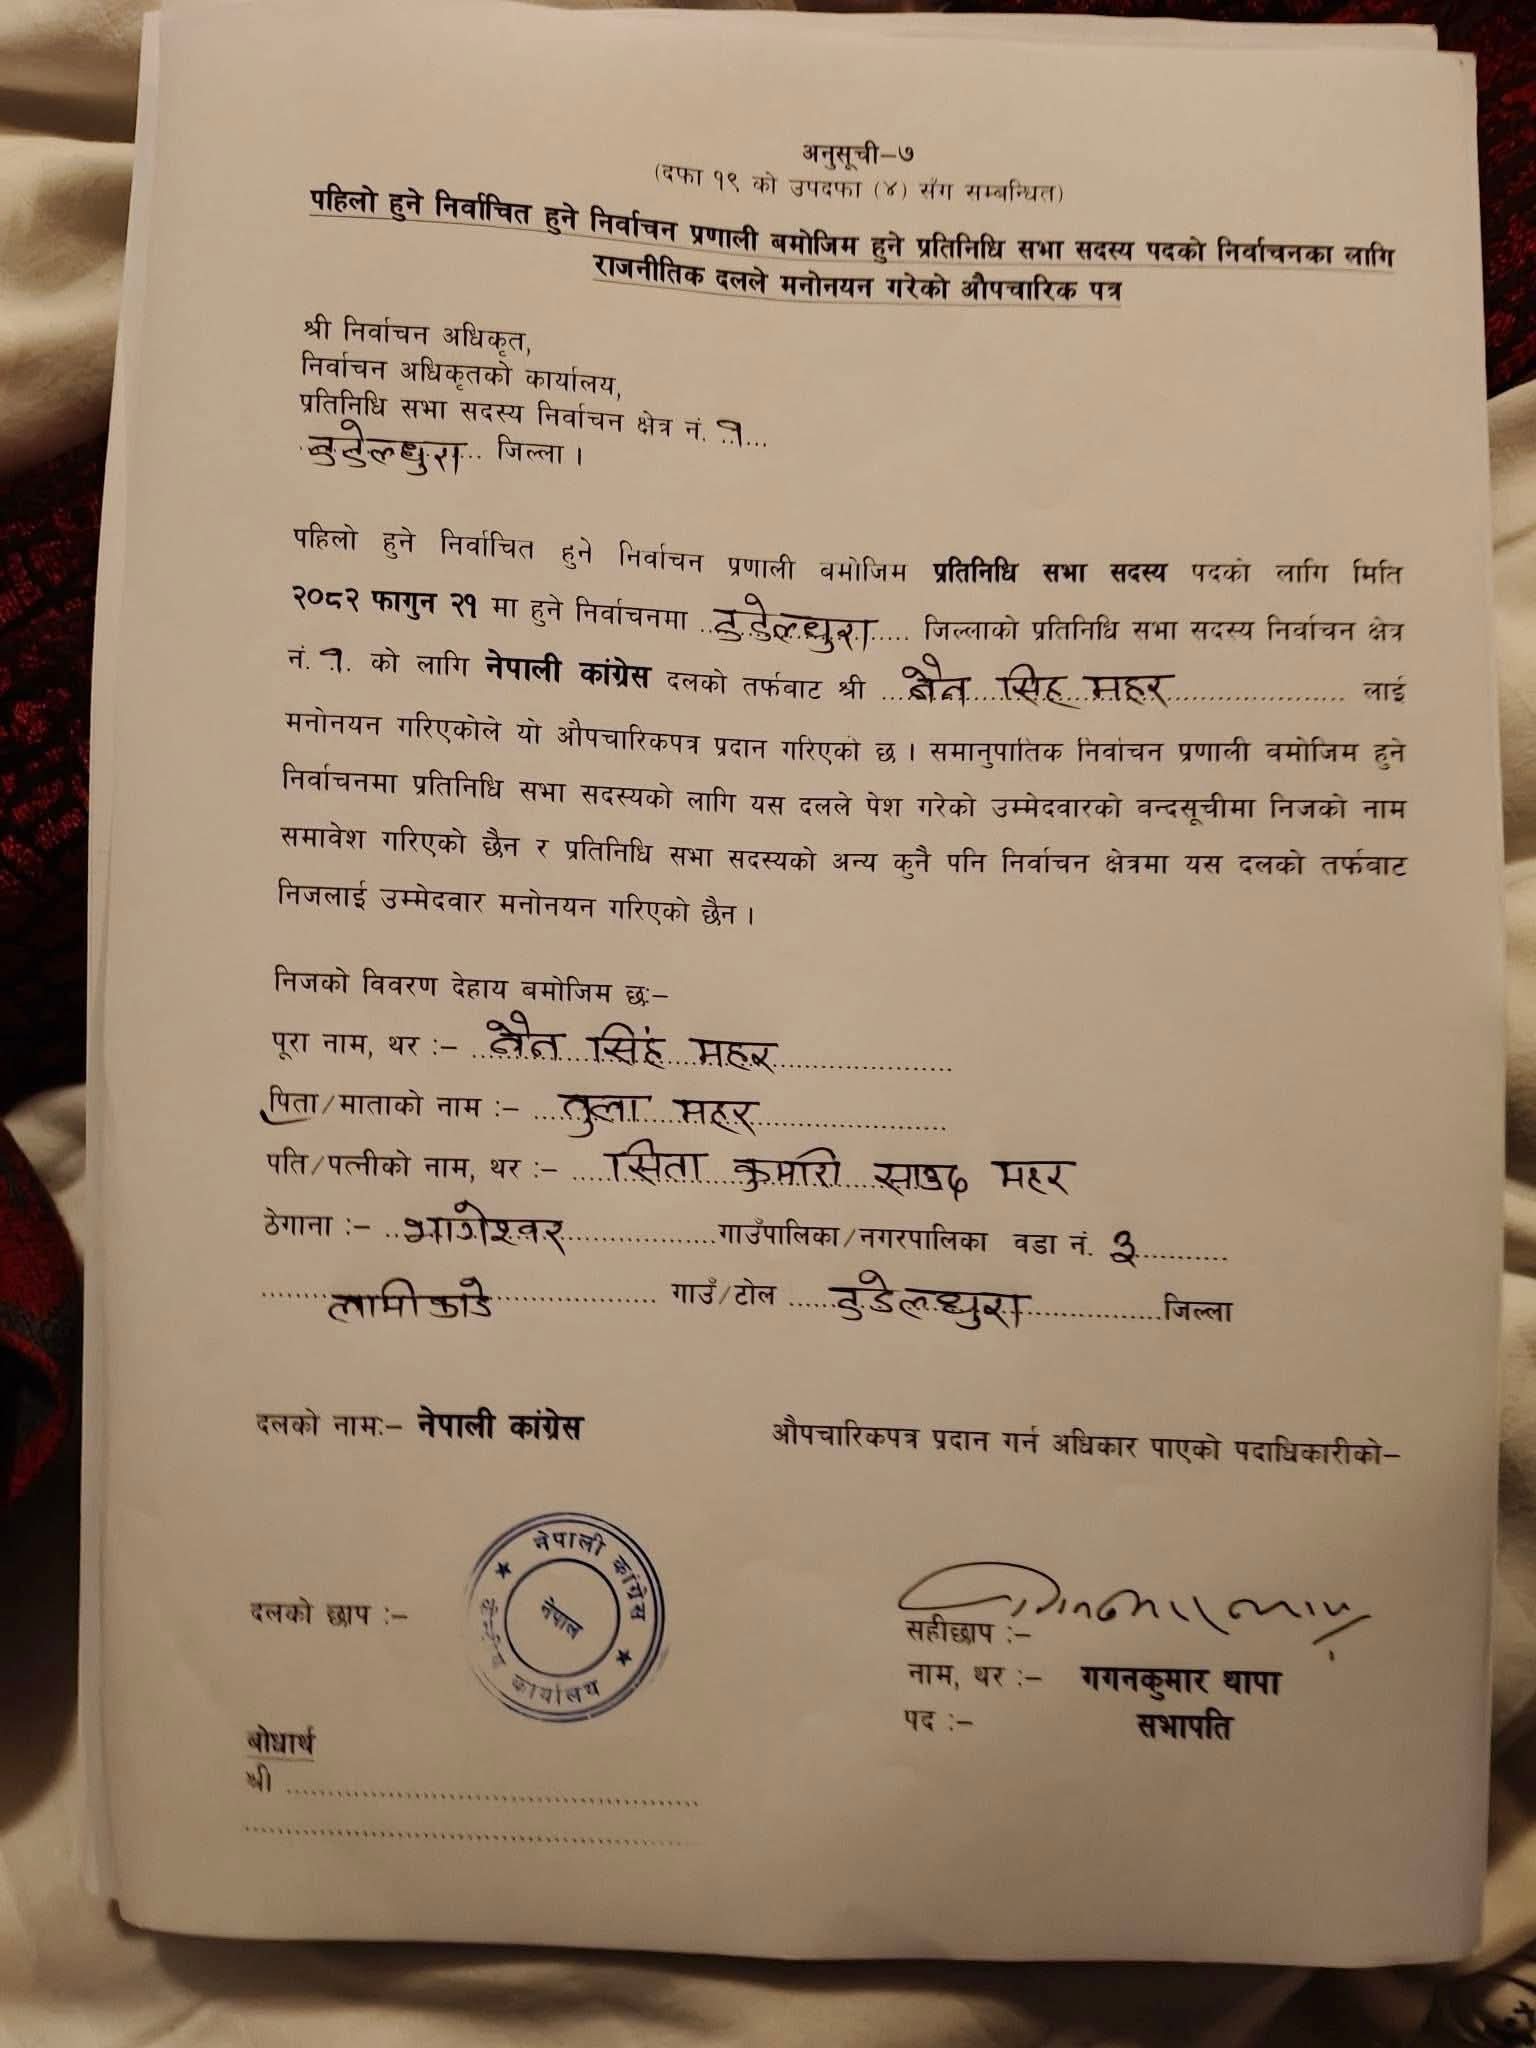 अनुसूची-७
(दफा १९ को उपदफा (४) सँग सम्बन्धित)
पहिलो हुने निर्वाचित हुने निर्वाचन प्रणाली बमोजिम हुने प्रतिनिधि सभा सदस्य पदको निर्वाचनका लागि
राजनीतिक दलले मनोनयन गरेको औपचारिक पत्र
श्री निर्वाचन अधिकृत,
निर्वाचन अधिकृतको कार्यालय,
प्रतिनिधि सभा सदस्य निर्वाचन क्षेत्र नं. १
डडेल्धुरा जिल्ला ।
पहिलो हुने निर्वाचित हुने निर्वाचन प्रणाली बमोजिम प्रतिनिधि सभा सदस्य पदको लागि मिति
२०८२ फागुन २१ मा हुने निर्वाचनमा डडेल्धुरा जिल्लाको प्रतिनिधि सभा सदस्य निर्वाचन क्षेत्र
नं. १. को लागि नेपाली कांग्रेस दलको तर्फबाट श्री नैन सिंह महर लाई
मनोनयन गरिएकोले यो औपचारिकपत्र प्रदान गरिएको छ । समानुपातिक निर्वाचन प्रणाली बमोजिम हुने
निर्वाचनमा प्रतिनिधि सभा सदस्यको लागि यस दलले पेश गरेको उम्मेदवारको वन्दसूचीमा निजको नाम
समावेश गरिएको छैन र प्रतिनिधि सभा सदस्यको अन्य कुनै पनि निर्वाचन क्षेत्रमा यस दलको तर्फबाट
निजलाई उम्मेदवार मनोनयन गरिएको छैन ।
निजको विवरण देहाय बमोजिम छः-
पूरा नाम, थर :- नैन सिंह महर
पिता/माताको नाम :- तुला महर
पति/पत्नीको नाम, थर :- सिता कुमारी साउद महर
ठेगाना :- भागेश्वर गाउँपालिका/नगरपालिका वडा नं. ३
लामीकाडे गाउँ/टोल डडेल्धुरा जिल्ला
दलको नामः- नेपाली कांग्रेस औपचारिकपत्र प्रदान गर्न अधिकार पाएको पदाधिकारीको-
दलको छाप :-
नेपाली कांग्रेस
नेपाल
केन्द्रीय कार्यालय
सहीछाप :-
नाम, थर :- गगनकुमार थापा
पद :- सभापति
बोधार्थ
श्री